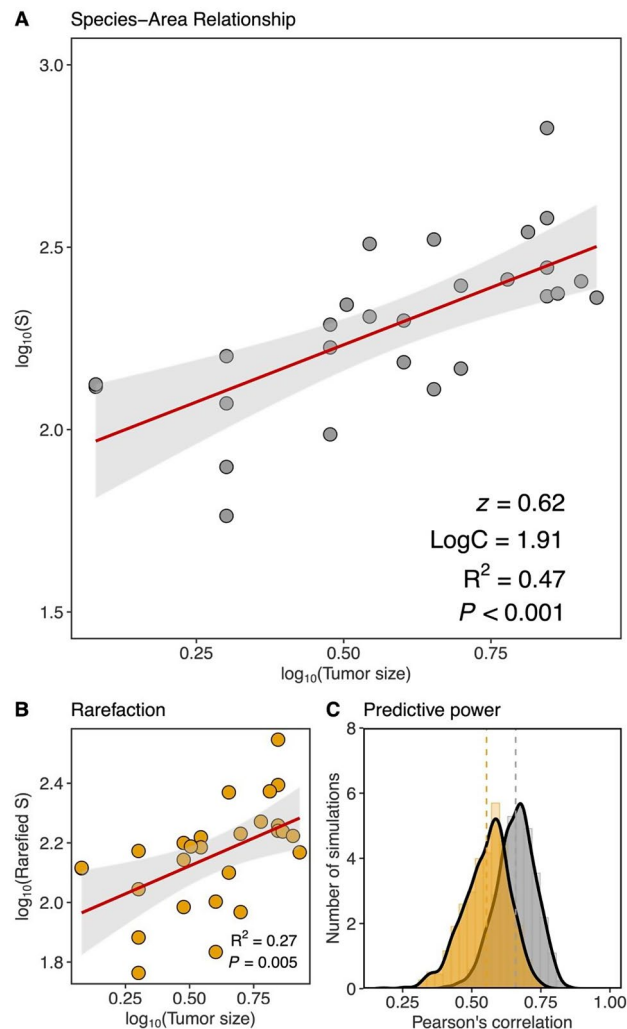 A Species−Area Relationship
3.0
2.5
2.0
1.5
log10(S)
z = 0.62
LogC = 1.91
R2 = 0.47
P < 0.001
0.25 0.50 0.75
log10(Tumor size)
B Rarefaction
2.4
2.2
2.0
1.8
log10(Rarefied S)
R2 = 0.27
P = 0.005
0.25 0.50 0.75
log10(Tumor size)
C Predictive power
8
6
4
2
0
Number of simulations
0.25 0.50 0.75 1.00
Pearson's correlation